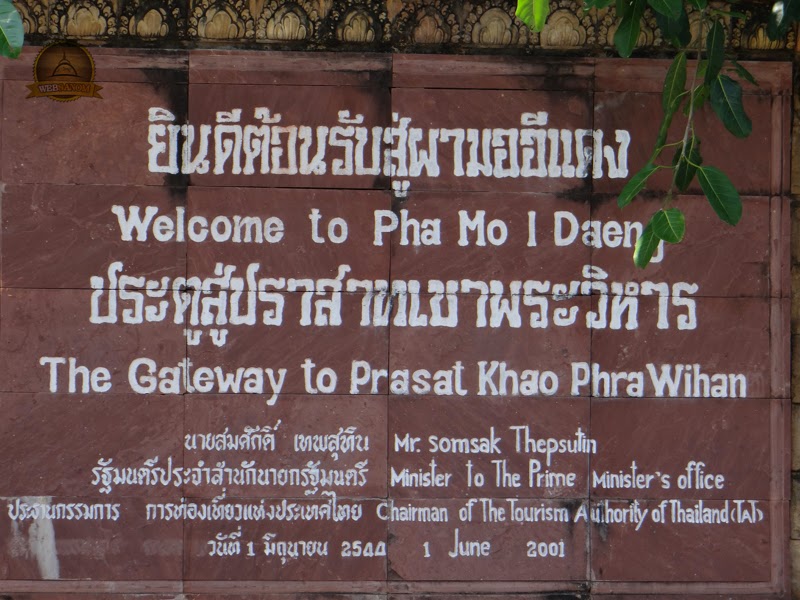 ยินดีต้อนรับสู่ผามออีแดง
Welcome to Pha Mo I Daeng
ประตูสู่ปราสาทเขาพระวิหาร
The Gateway to Prasat Khao Phra Wihan
นายสมศักดิ์ เทพสุทิน Mr. Somsak Thepsutin
รัฐมนตรีประจำสำนักนายกรัฐมนตรี Minister to The Prime Minister's office
ประธานกรรมการ การท่องเที่ยวแห่งประเทศไทย Chairman of The Tourism Authority of Thailand (TAT)
วันที่ 1 มิถุนายน 2544 1 June 2001